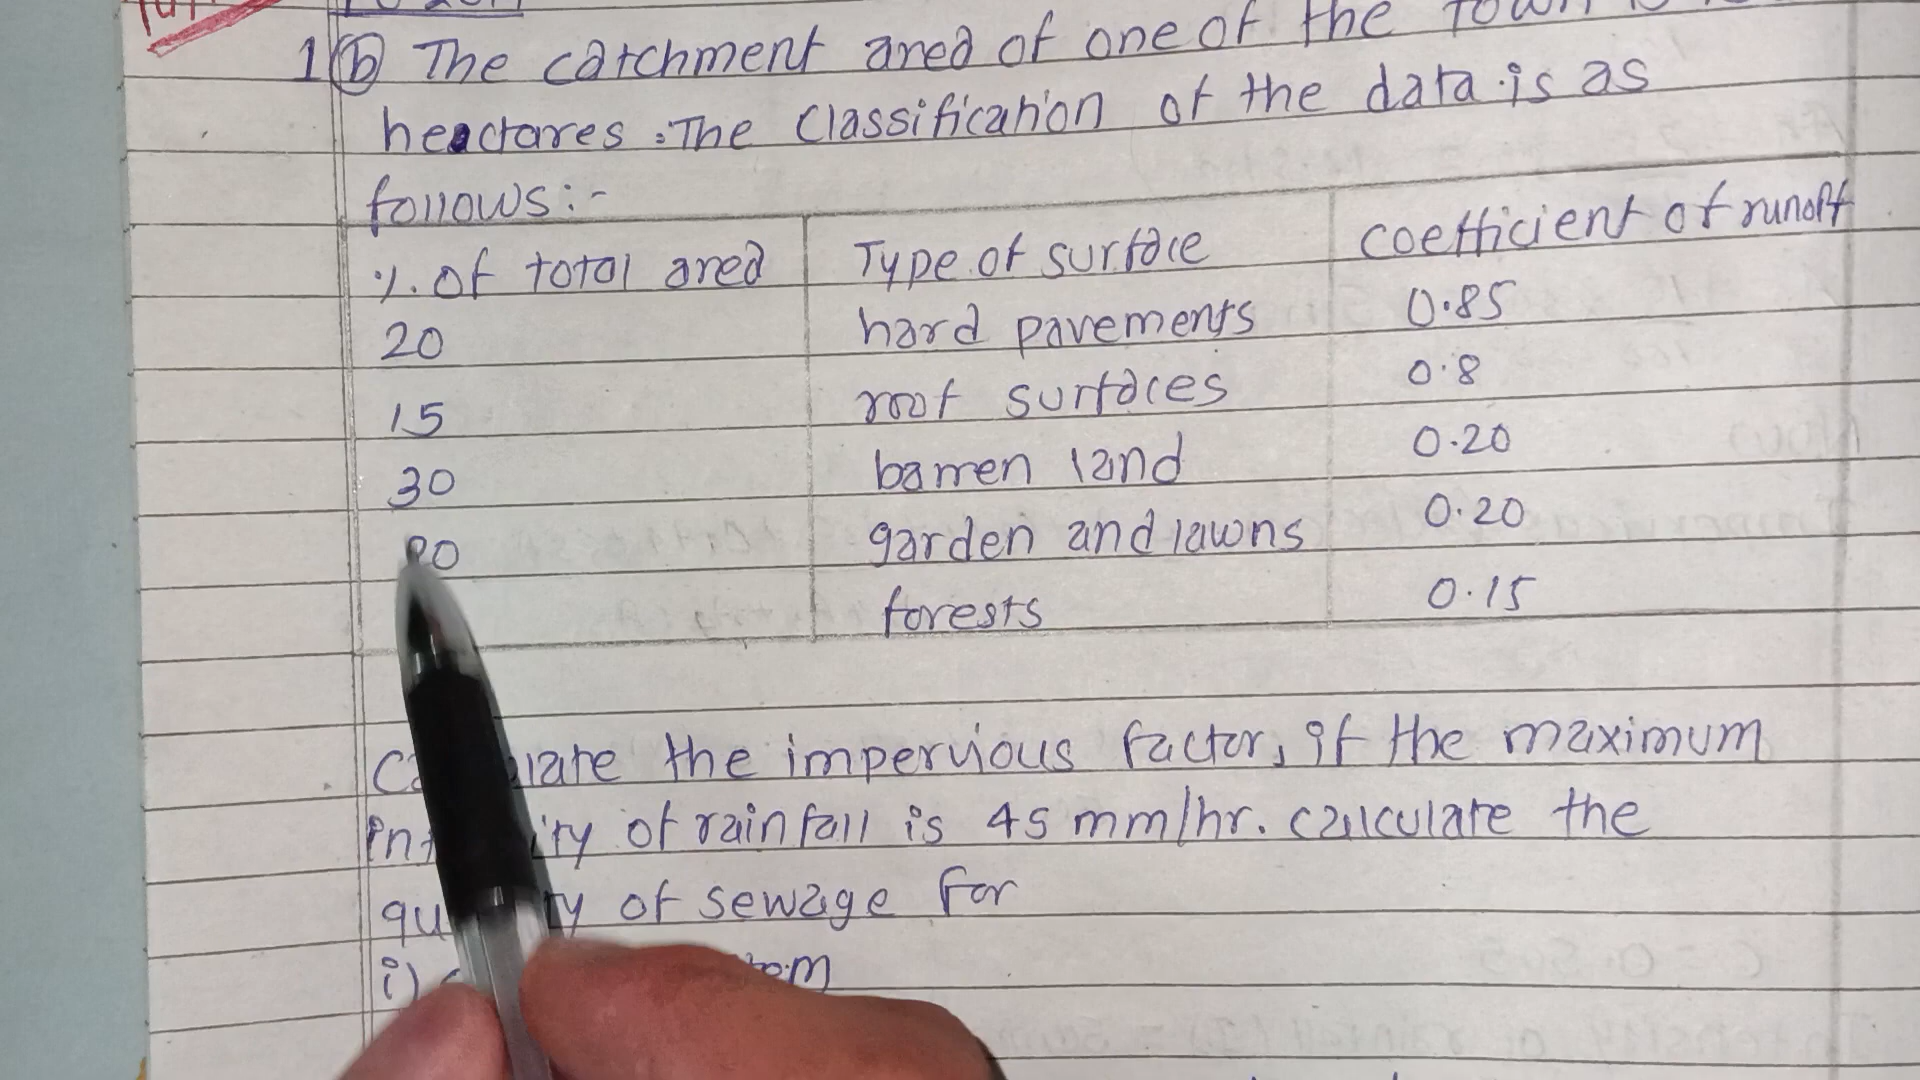 1(b) The catchment area of one of the Town
hectares. The classification of the data is as
follows:-
%. of total area Type of surface coefficient of runoff
20 hard pavements 0.85
15 roof surfaces 0.8
30 barren land 0.20
20 garden and lawns 0.20
forests 0.15
the impervious factor, if the maximum
of rainfall is 45 mm/hr. calculate the
of sewage for
i)